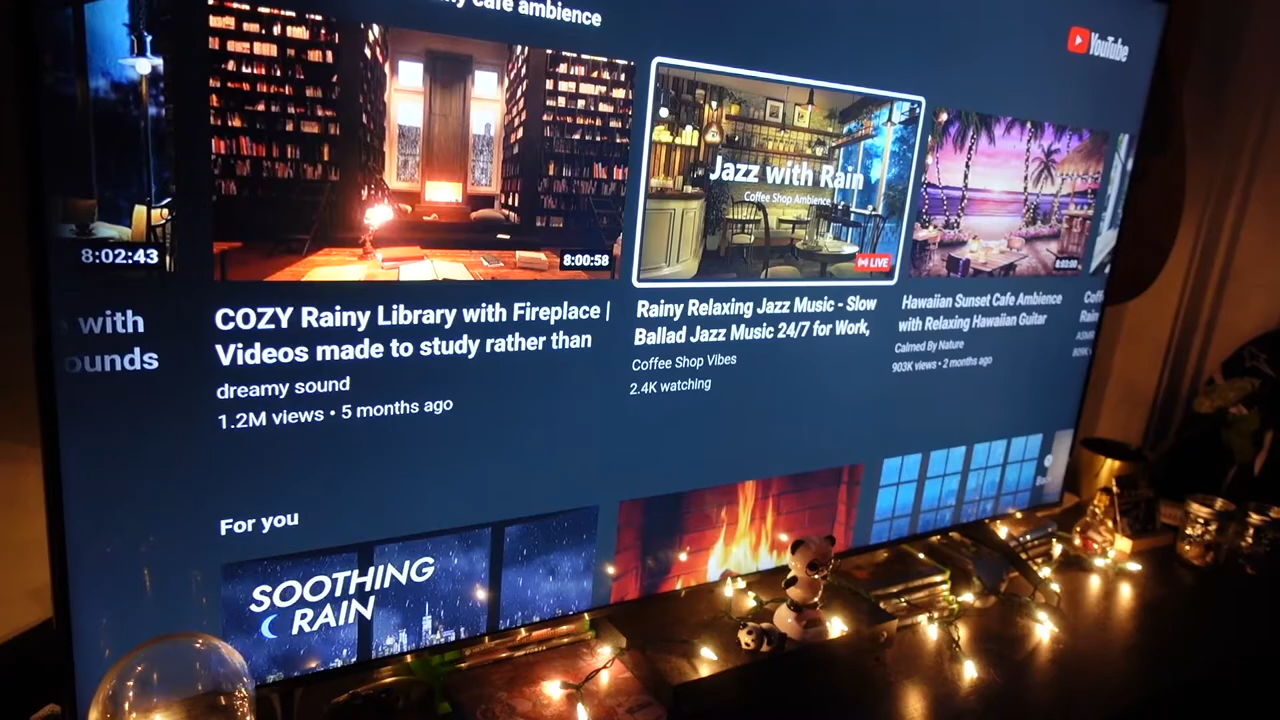 cafe ambience
YouTube
8:02:43
with
ounds
8:00:58
COZY Rainy Library with Fireplace |
Videos made to study rather than
dreamy sound
1.2M views • 5 months ago
Jazz with Rain
Coffee Shop Ambience
LIVE
Rainy Relaxing Jazz Music - Slow
Ballad Jazz Music 24/7 for Work,
Coffee Shop Vibes
2.4K watching
Hawaiian Sunset Cafe Ambience
with Relaxing Hawaiian Guitar
Calmed By Nature
903K views • 2 months ago
For you
SOOTHING
RAIN